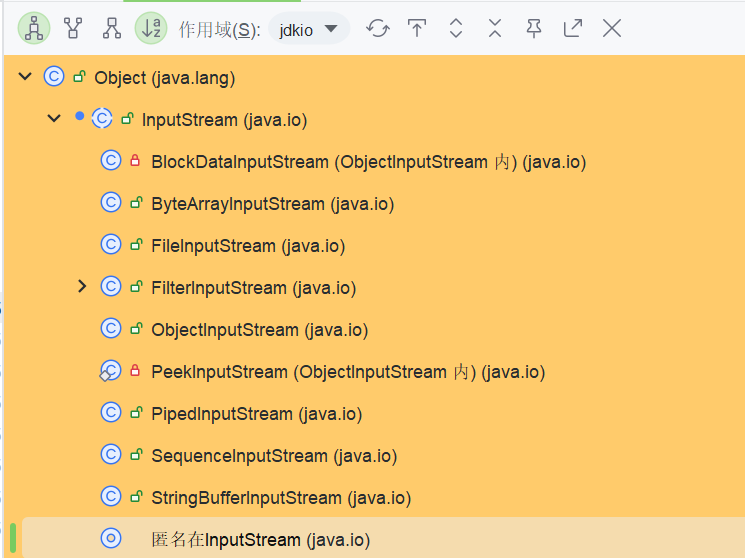 作用域(S): jdkio
Object (java.lang)
InputStream (java.io)
BlockDataInputStream (ObjectInputStream 内) (java.io)
ByteArrayInputStream (java.io)
FileInputStream (java.io)
FilterInputStream (java.io)
ObjectInputStream (java.io)
PeekInputStream (ObjectInputStream 内) (java.io)
PipedInputStream (java.io)
SequenceInputStream (java.io)
StringBufferInputStream (java.io)
匿名在InputStream (java.io)